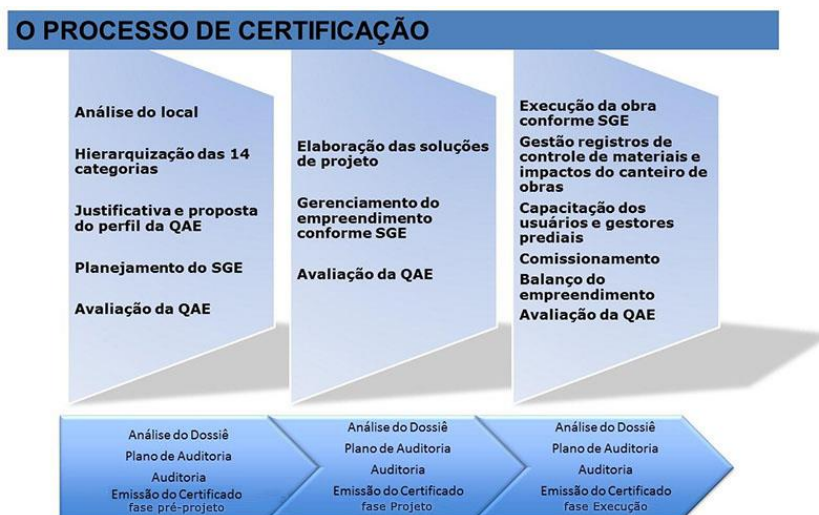 O PROCESSO DE CERTIFICAÇÃO
Análise do local
Hierarquização das 14
categorias
Justificativa e proposta
do perfil da QAE
Planejamento do SGE
Avaliação da QAE
Elaboração das soluções
de projeto
Gerenciamento do
empreendimento
conforme SGE
Avaliação da QAE
Execução da obra
conforme SGE
Gestão registros de
controle de materiais e
impactos do canteiro de
obras
Capacitação dos
usuários e gestores
prediais
Comissionamento
Balanço do
empreendimento
Avaliação da QAE
Análise do Dossiê
Plano de Auditoria
Auditoria
Emissão do Certificado
fase pré-projeto
Análise do Dossiê
Plano de Auditoria
Auditoria
Emissão do Certificado
fase Projeto
Análise do Dossiê
Plano de Auditoria
Auditoria
Emissão do Certificado
fase Execução